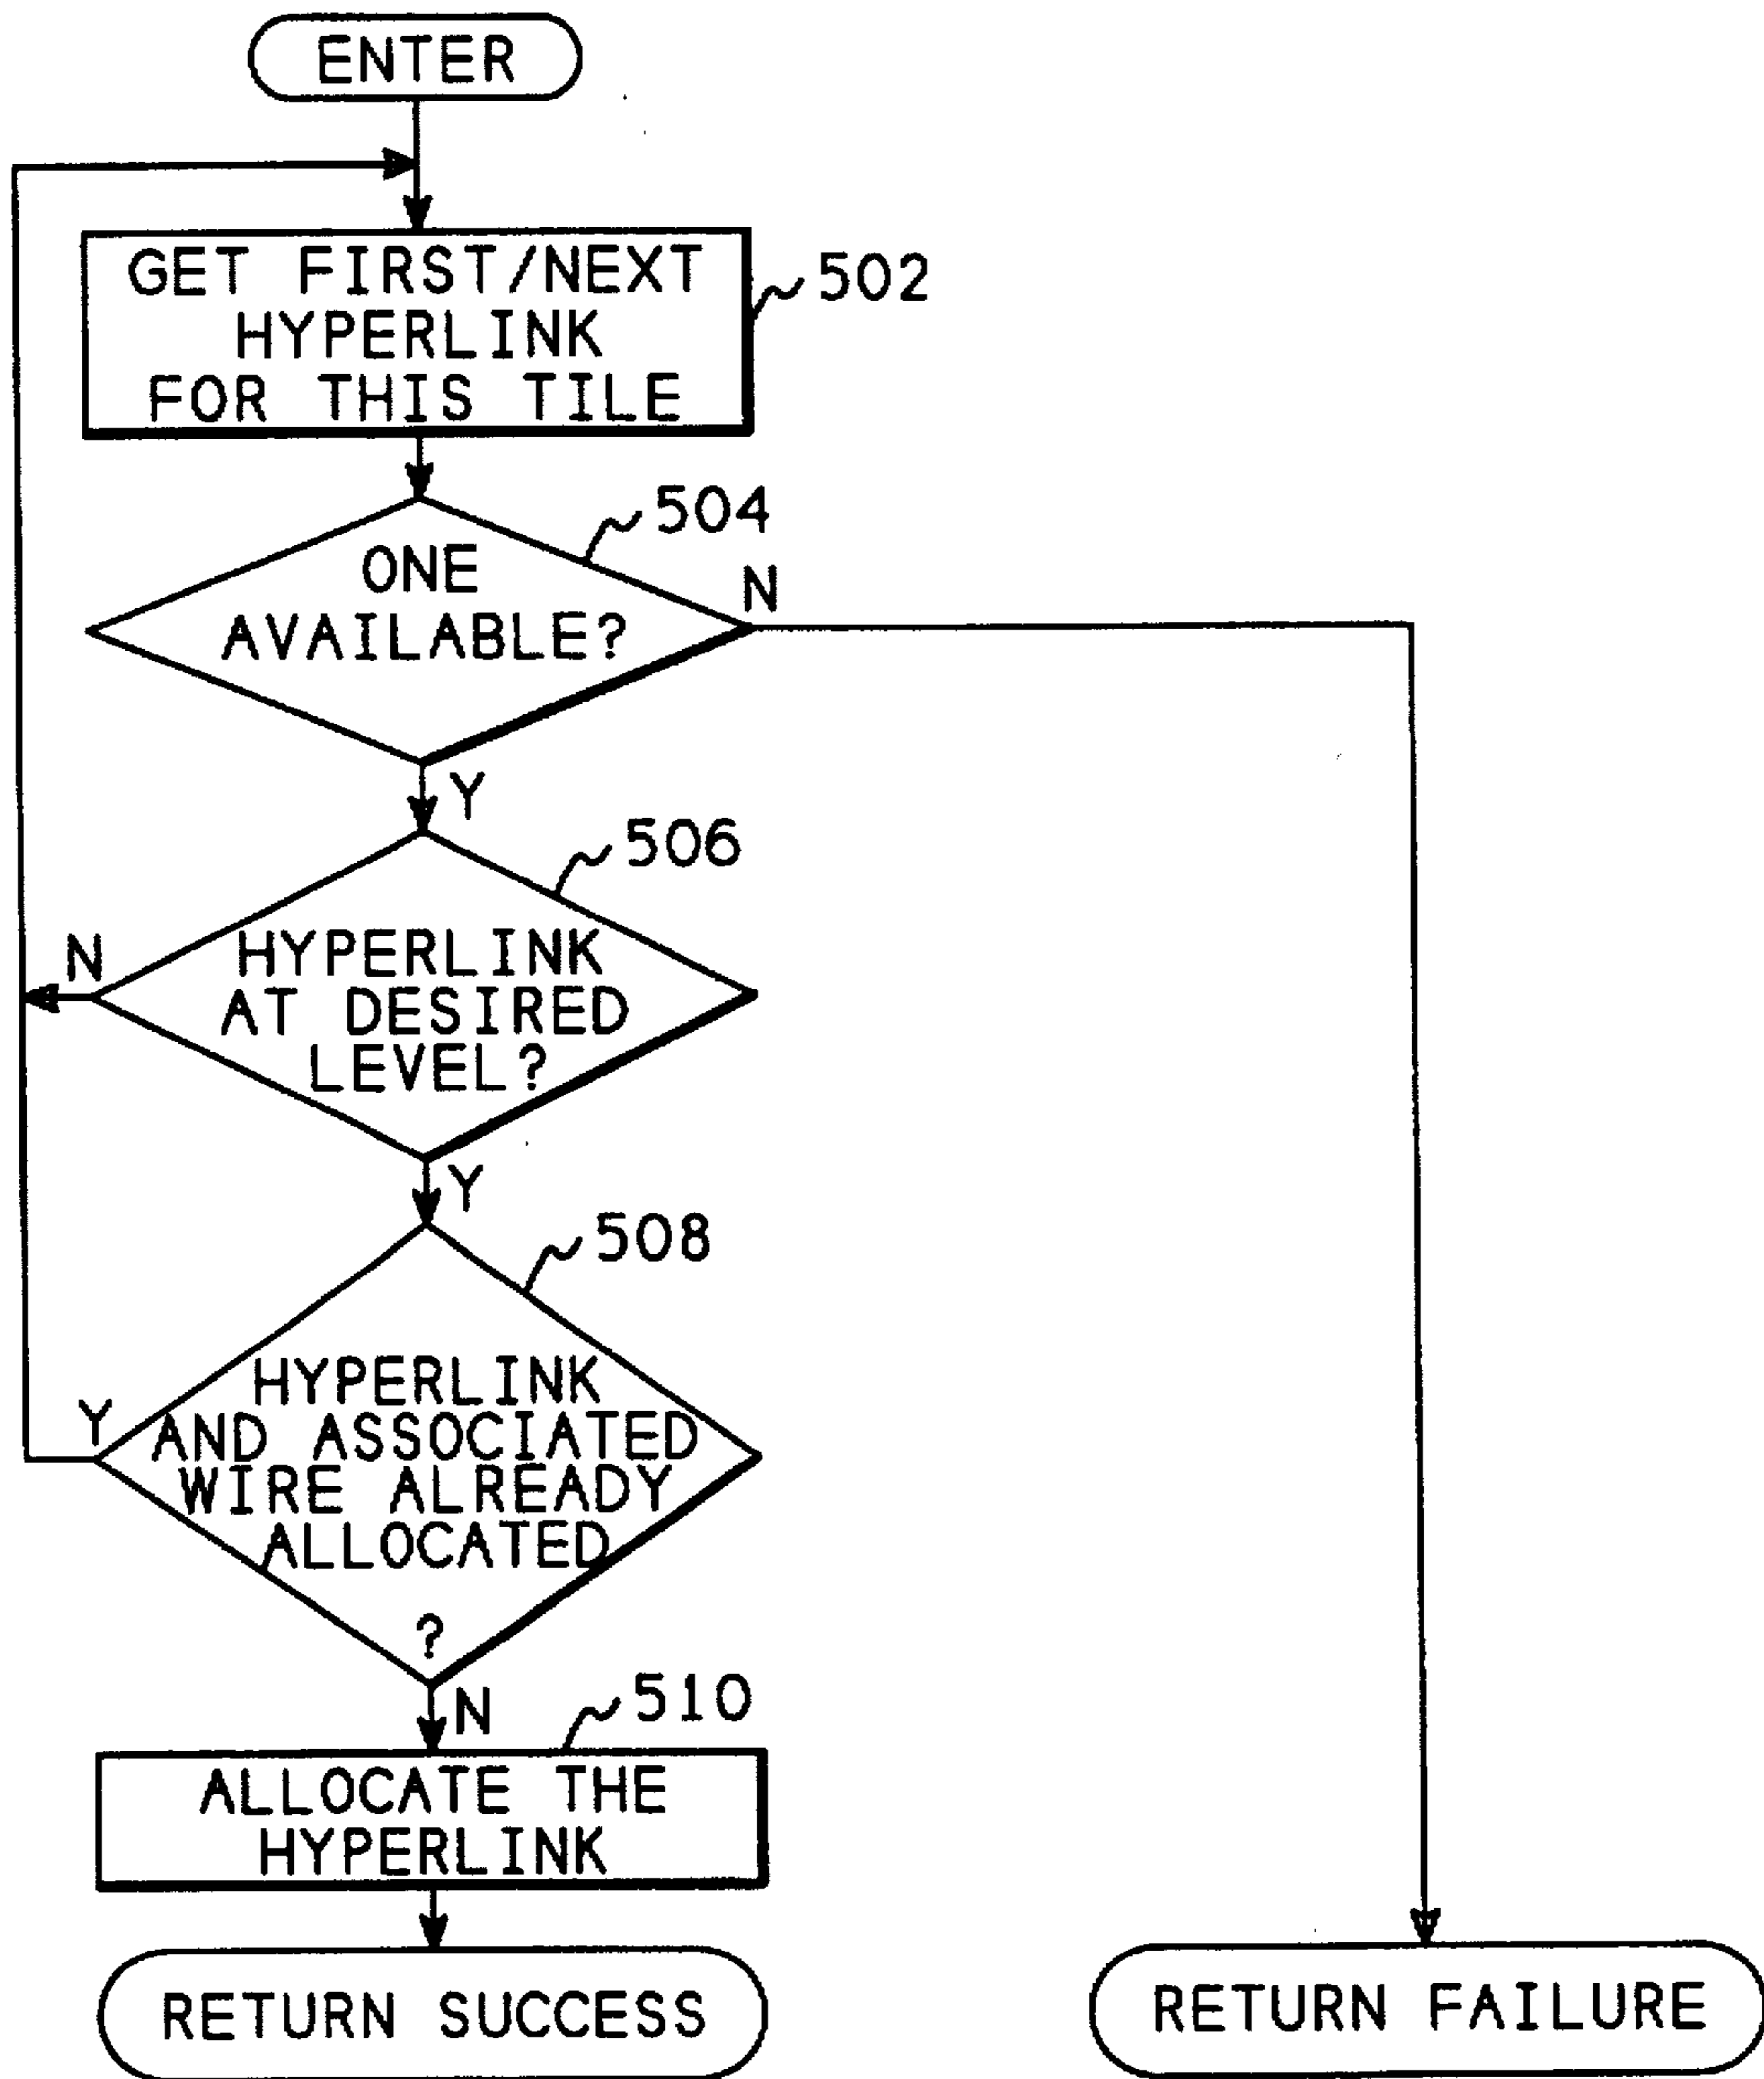 ENTER
GET FIRST/NEXT
HYPERLINK
FOR THIS TILE
502
504
ONE
AVAILABLE?
N
Y
506
HYPERLINK
AT DESIRED
LEVEL?
N
Y
508
HYPERLINK
AND ASSOCIATED
WIRE ALREADY
ALLOCATED
?
Y
N
510
ALLOCATE THE
HYPERLINK
RETURN SUCCESS
RETURN FAILURE